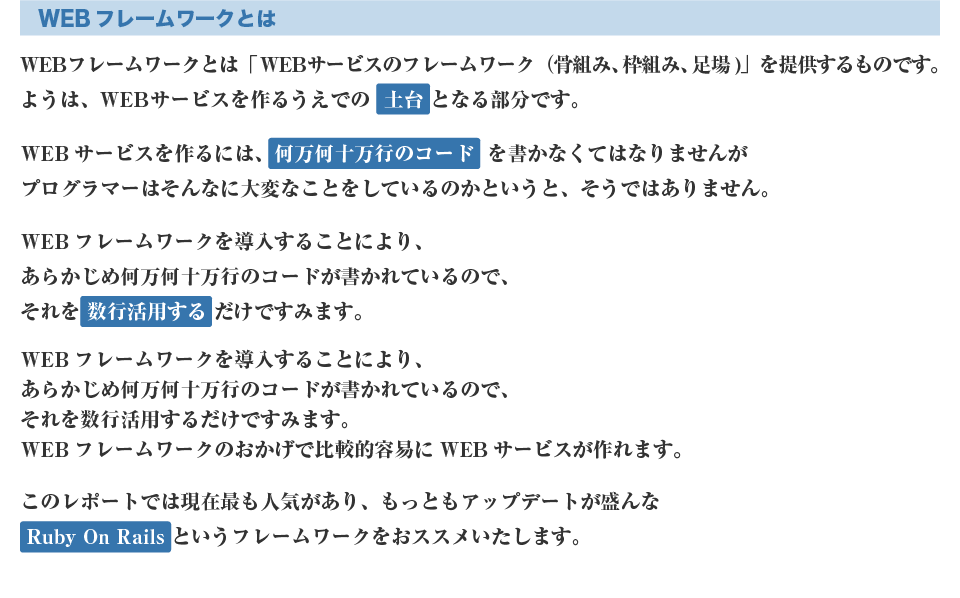 WEB フレームワークとは
WEBフレームワークとは「WEBサービスのフレームワーク（骨組み、枠組み、足場)」を提供するものです。
ようは、WEBサービスを作るうえでの 土台 となる部分です。
WEB サービスを作るには、何万何十万行のコード を書かなくてはなりませんが
プログラマーはそんなに大変なことをしているのかというと、そうではありません。
WEB フレームワークを導入することにより、
あらかじめ何万何十万行のコードが書かれているので、
それを 数行活用する だけですみます。
WEB フレームワークを導入することにより、
あらかじめ何万何十万行のコードが書かれているので、
それを数行活用するだけですみます。
WEB フレームワークのおかげで比較的容易に WEB サービスが作れます。
このレポートでは現在最も人気があり、もっともアップデートが盛んな
Ruby On Rails というフレームワークをおススメいたします。